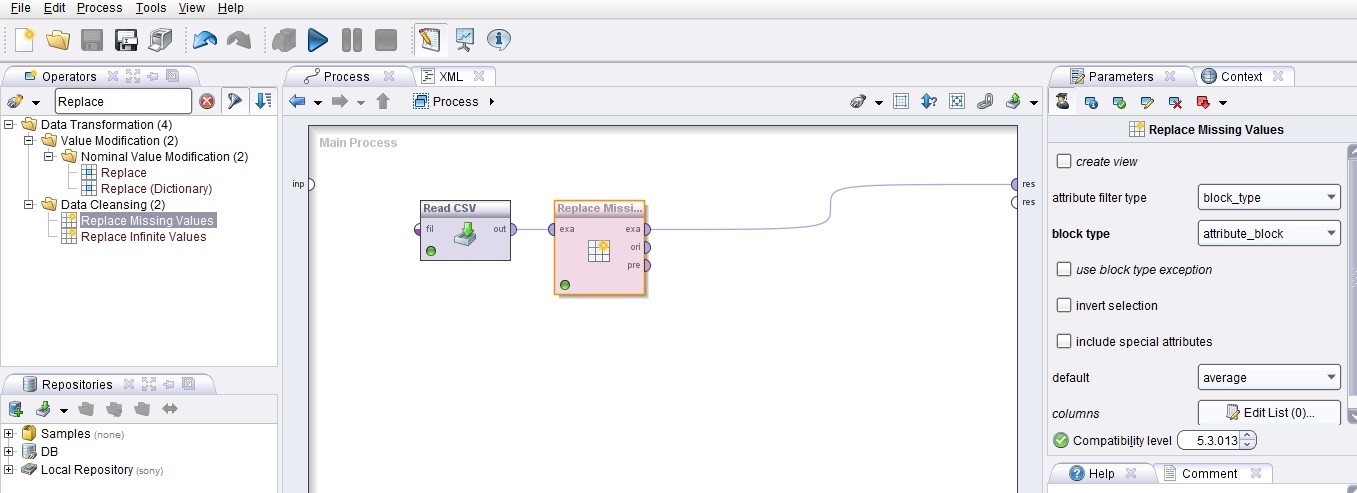 File Edit Process Tools View Help
Operators
Replace
Data Transformation (4)
Value Modification (2)
Nominal Value Modification (2)
Replace
Replace (Dictionary)
Data Cleansing (2)
Replace Missing Values
Replace Infinite Values
Repositories
Samples (none)
DB
Local Repository (sony)
Process XML
Process
Main Process
inp
Read CSV
fil out
Replace Missi...
exa exa
ori
pre
res
res
Parameters Context
Replace Missing Values
create view
attribute filter type block_type
block type attribute_block
use block type exception
invert selection
include special attributes
default average
columns Edit List (0)...
Compatibility level 5.3.013
Help Comment